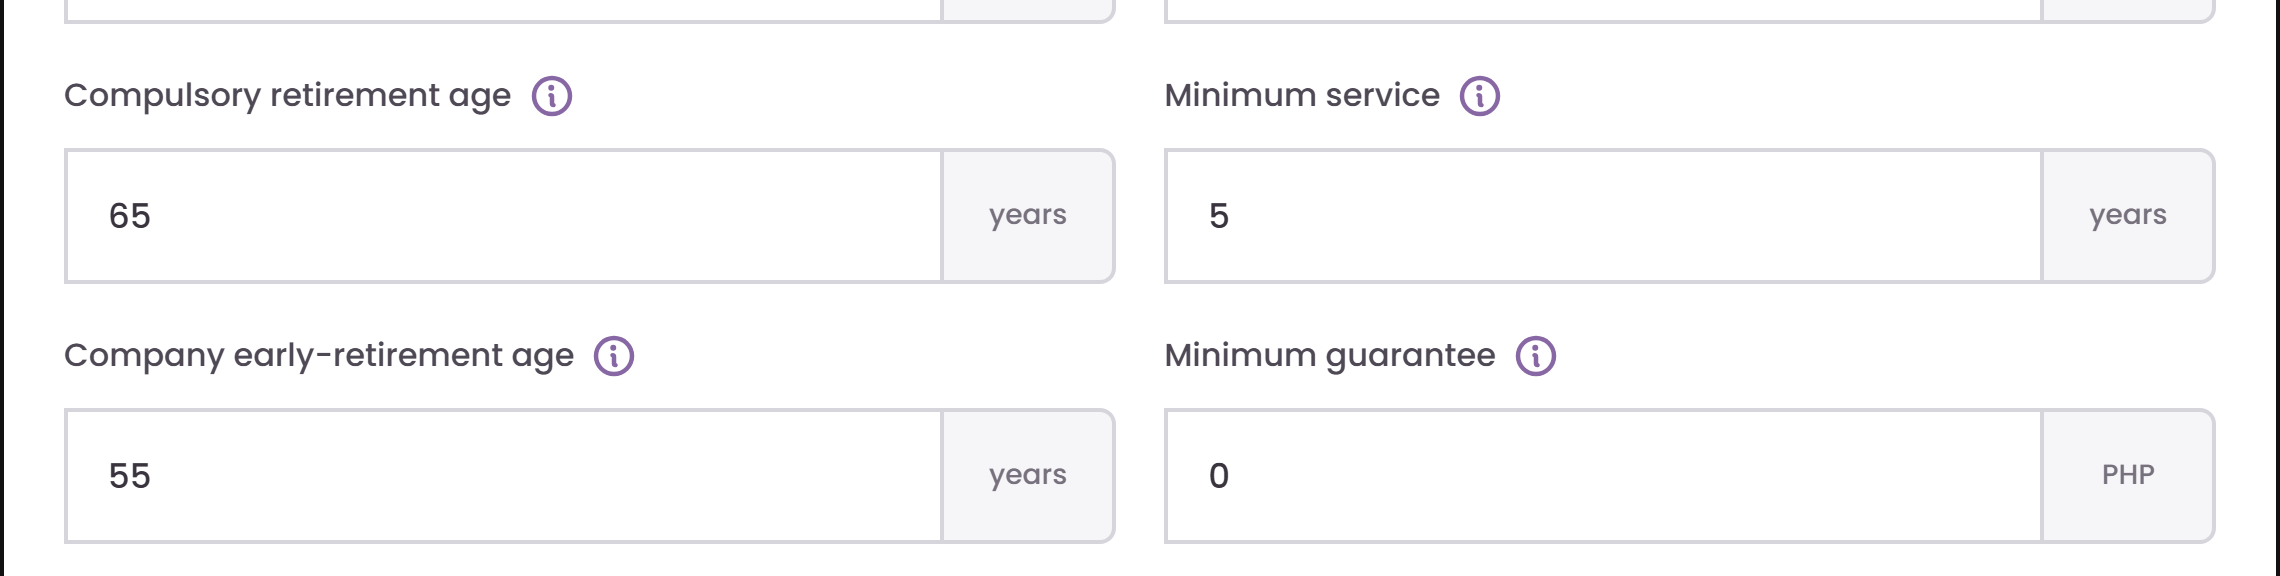 Compulsory retirement age
Minimum service
65 years
5 years
Company early-retirement age
Minimum guarantee
55 years
0 PHP